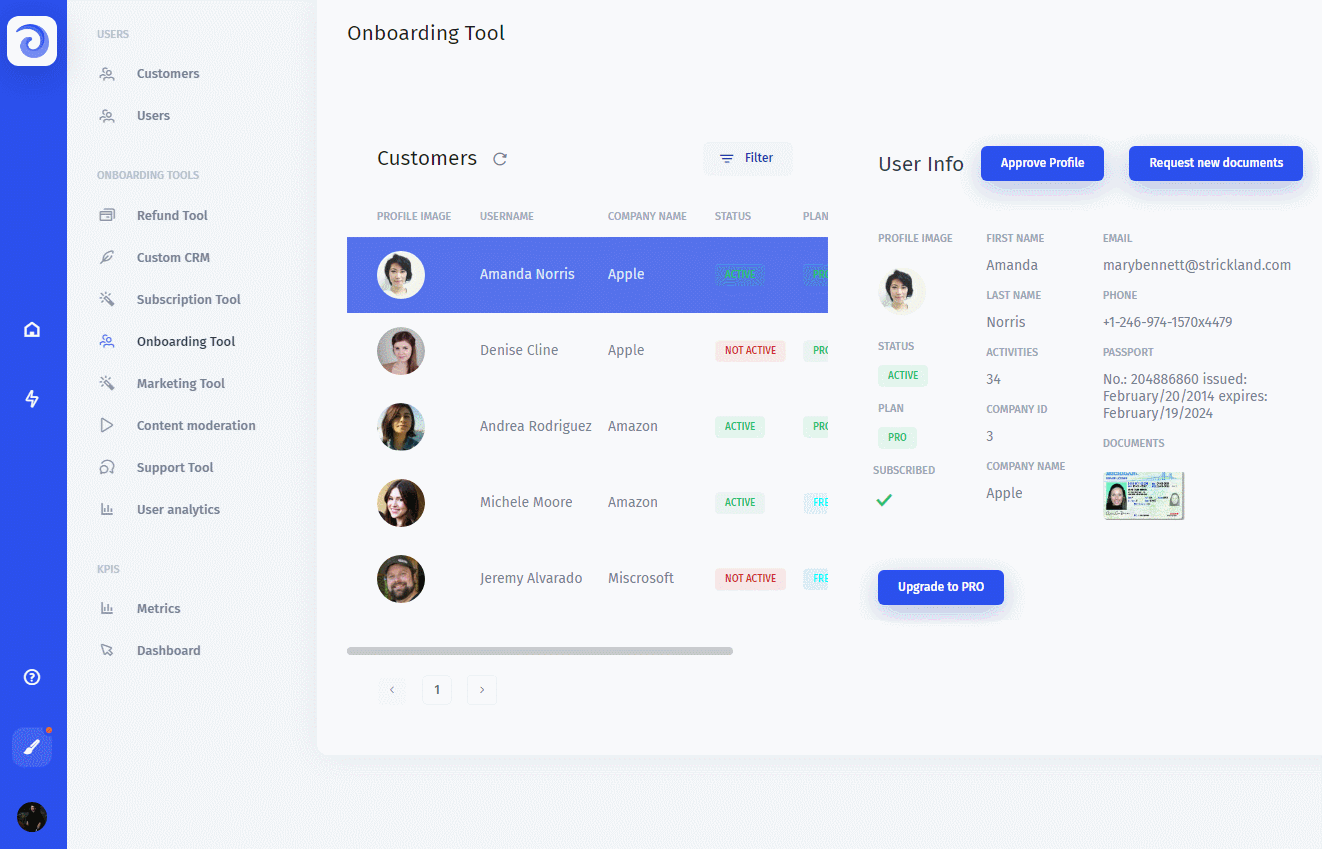 Onboarding Tool
USERS
Customers
Users
ONBOARDING TOOLS
Refund Tool
Custom CRM
Subscription Tool
Onboarding Tool
Marketing Tool
Content moderation
Support Tool
User analytics
KPIS
Metrics
Dashboard
Customers
Filter
PROFILE IMAGE USERNAME COMPANY NAME STATUS PLAN
Amanda Norris Apple ACTIVE PRO
Denise Cline Apple NOT ACTIVE PRO
Andrea Rodriguez Amazon ACTIVE PRO
Michele Moore Amazon ACTIVE FRE
Jeremy Alvarado Miscrosoft NOT ACTIVE FRE
1
User Info
Approve Profile
Request new documents
PROFILE IMAGE
STATUS
ACTIVE
PLAN
PRO
SUBSCRIBED
FIRST NAME
Amanda
LAST NAME
Norris
ACTIVITIES
34
COMPANY ID
3
COMPANY NAME
Apple
EMAIL
marybennett@strickland.com
PHONE
+1-246-974-1570x4479
PASSPORT
No.: 204886860 issued:
February/20/2014 expires:
February/19/2024
DOCUMENTS
Upgrade to PRO